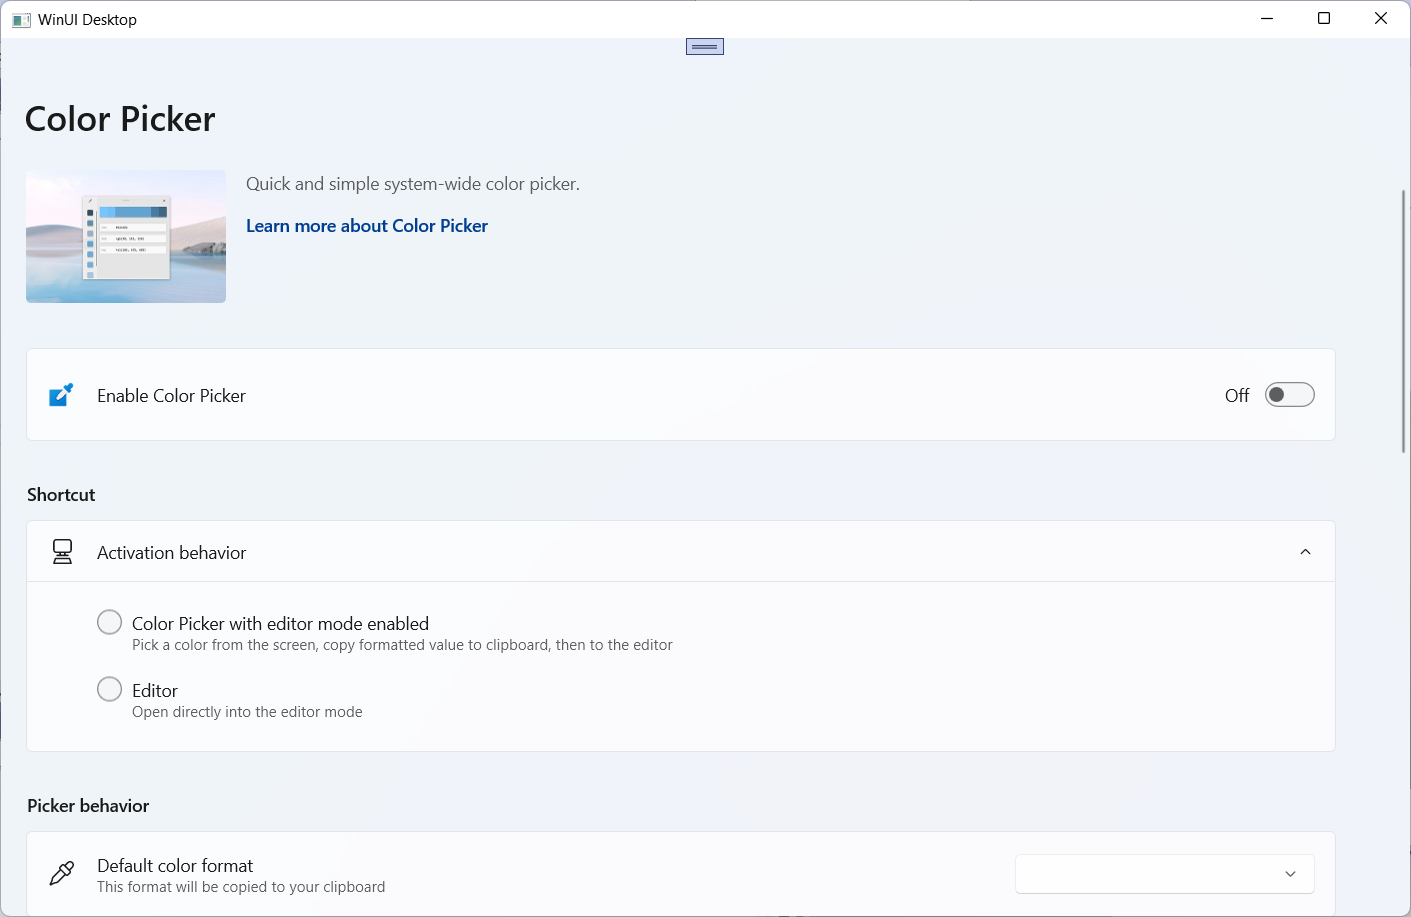 WinUI Desktop
Color Picker
Quick and simple system-wide color picker.
Learn more about Color Picker
Enable Color Picker
Off
Shortcut
Activation behavior
Color Picker with editor mode enabled
Pick a color from the screen, copy formatted value to clipboard, then to the editor
Editor
Open directly into the editor mode
Picker behavior
Default color format
This format will be copied to your clipboard